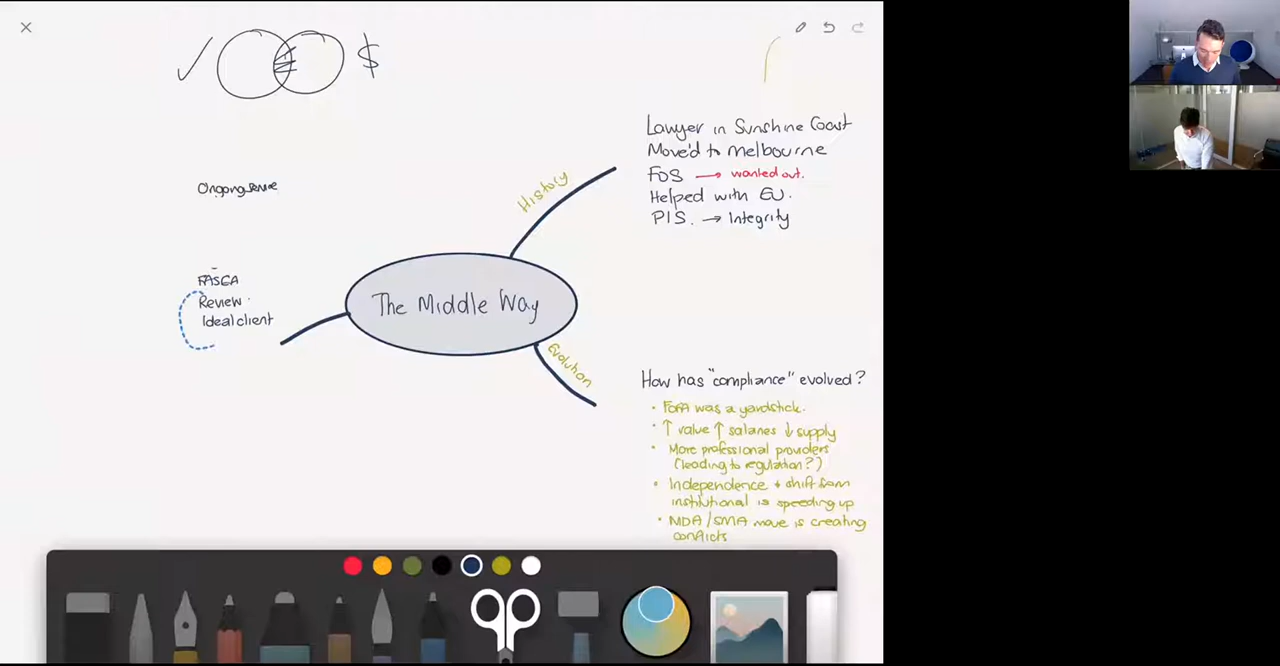 $
Lawyer in Sunshine Coast
Move'd to Melbourne
FOS → wanted out.
Helped with EU.
PIS. → Integrity
History
Ongoing service
FASEA
Review
Ideal client
The Middle Way
Evolution
How has "compliance" evolved?
• FOFA was a yardstick.
• ↑ value ↑ salaries ↓ supply
• More professional providers
(leading to regulation?)
• Independence + shift from
institutional is speeding up
• MDA/SMA move is creating
conflicts